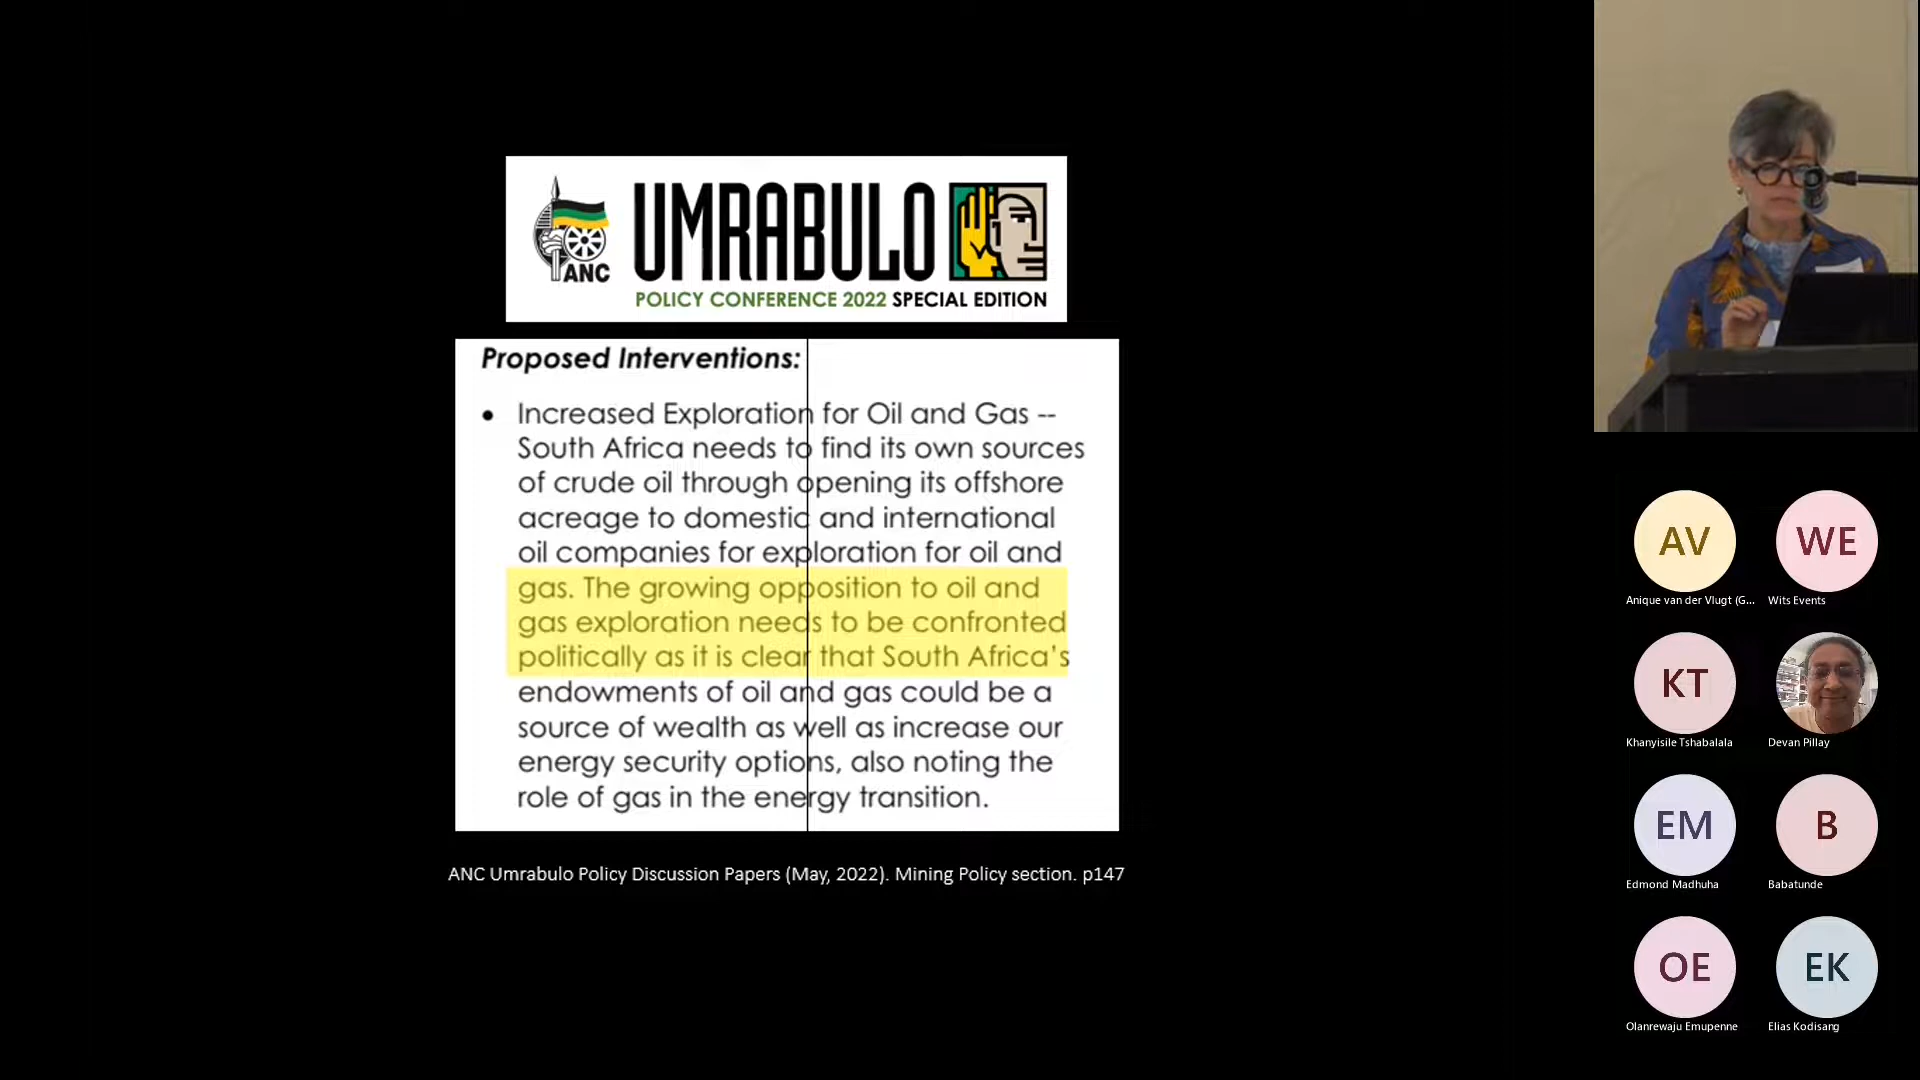 ANC
UMRABULO
POLICY CONFERENCE 2022 SPECIAL EDITION
Proposed Interventions:
• Increased Exploration for Oil and Gas --
South Africa needs to find its own sources
of crude oil through opening its offshore
acreage to domestic and international
oil companies for exploration for oil and
gas. The growing opposition to oil and
gas exploration needs to be confronted
politically as it is clear that South Africa's
endowments of oil and gas could be a
source of wealth as well as increase our
energy security options, also noting the
role of gas in the energy transition.
ANC Umrabulo Policy Discussion Papers (May, 2022). Mining Policy section. p147
AV
WE
Anique van der Vlugt (G...
Wits Events
KT
Khanyisile Tshabalala
Devan Pillay
EM
B
Edmond Madhuha
Babatunde
OE
EK
Olanrewaju Emupenne
Elias Kodisang